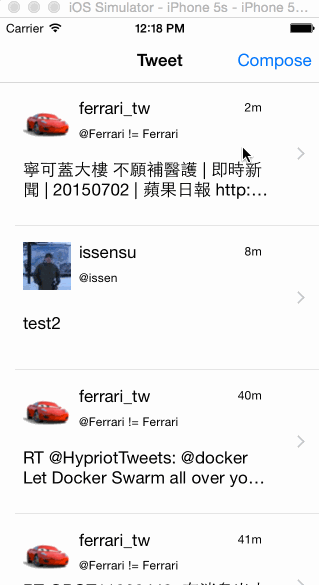 iOS Simulator - iPhone 5s - iPhone 5...
Carrier 12:18 PM
Tweet Compose
ferrari_tw 2m
@Ferrari != Ferrari
寧可蓋大樓 不願補醫護 | 即時新
聞 | 20150702 | 蘋果日報 http:...
issensu 8m
@issen
test2
ferrari_tw 40m
@Ferrari != Ferrari
RT @HypriotTweets: @docker
Let Docker Swarm all over yo...
ferrari_tw 41m
@Ferrari != Ferrari